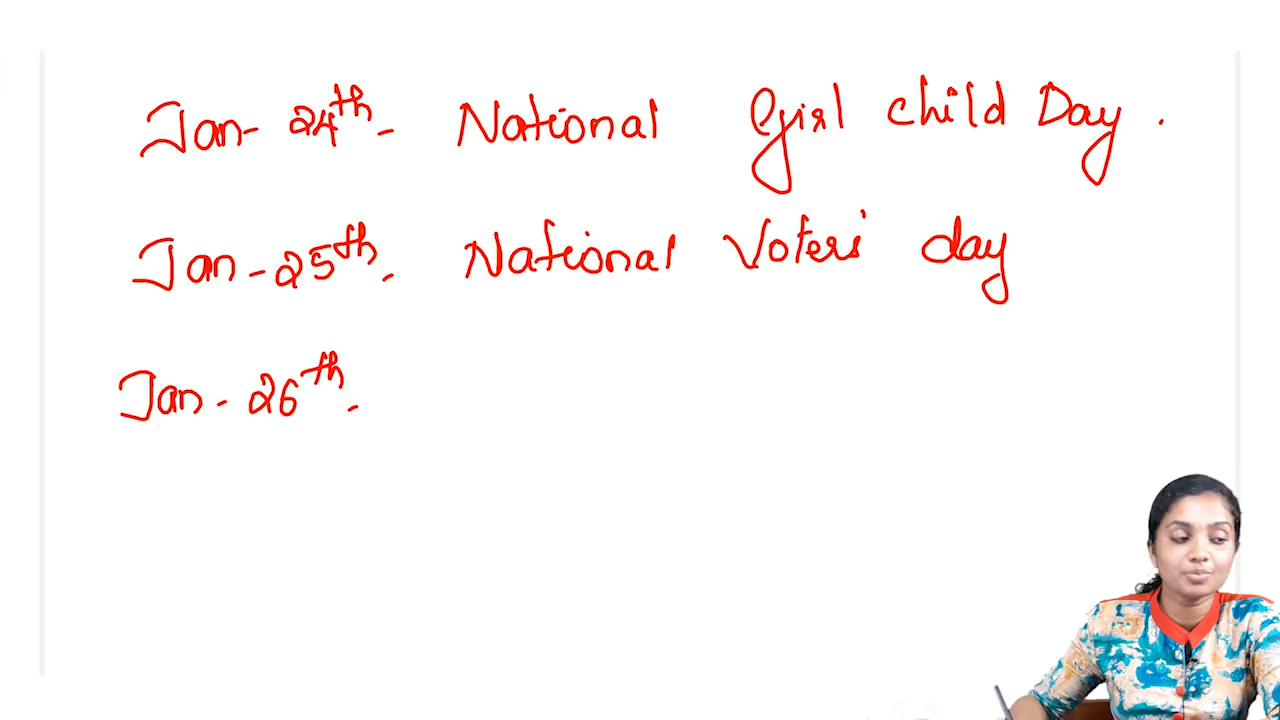 Jan- 24th- National Girl child Day.
Jan-25th. National Voters' day
Jan-26th.